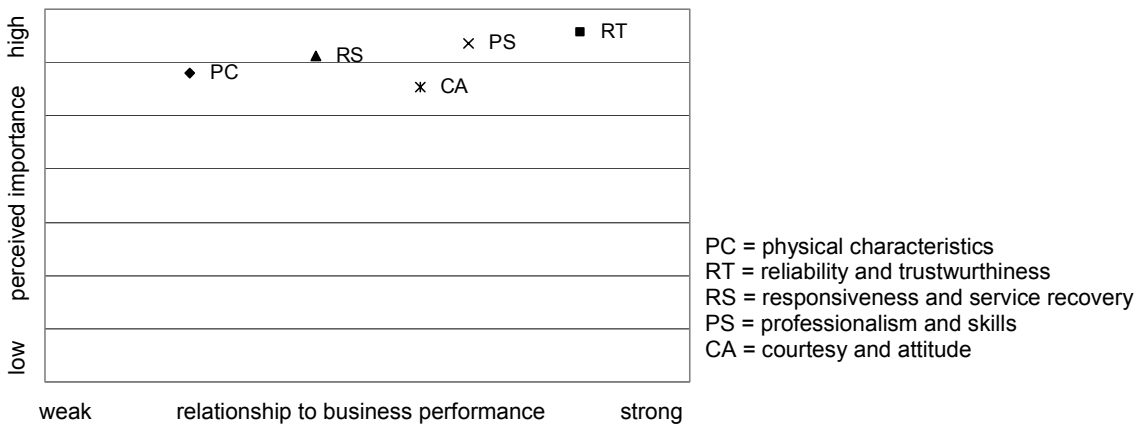 high
perceived importance
low
PC
RS
CA
PS
RT
weak
relationship to business performance
strong
PC = physical characteristics
RT = reliability and trustwurthiness
RS = responsiveness and service recovery
PS = professionalism and skills
CA = courtesy and attitude